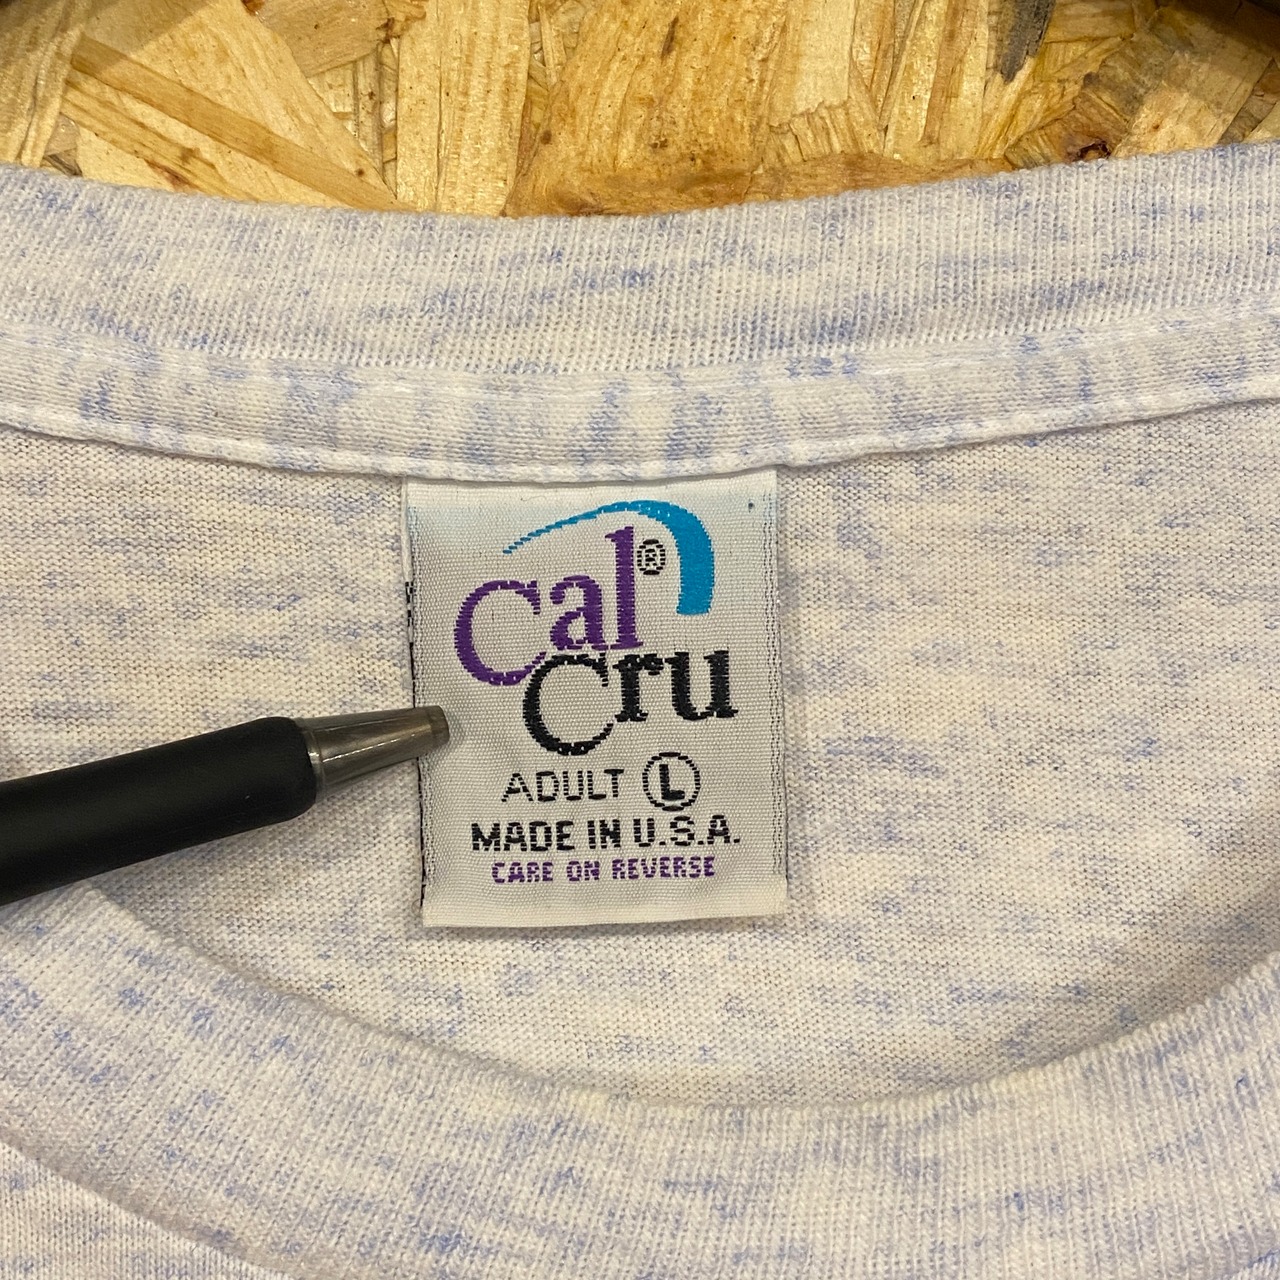 Cal®
Cru
ADULT L
MADE IN U.S.A.
CARE ON REVERSE